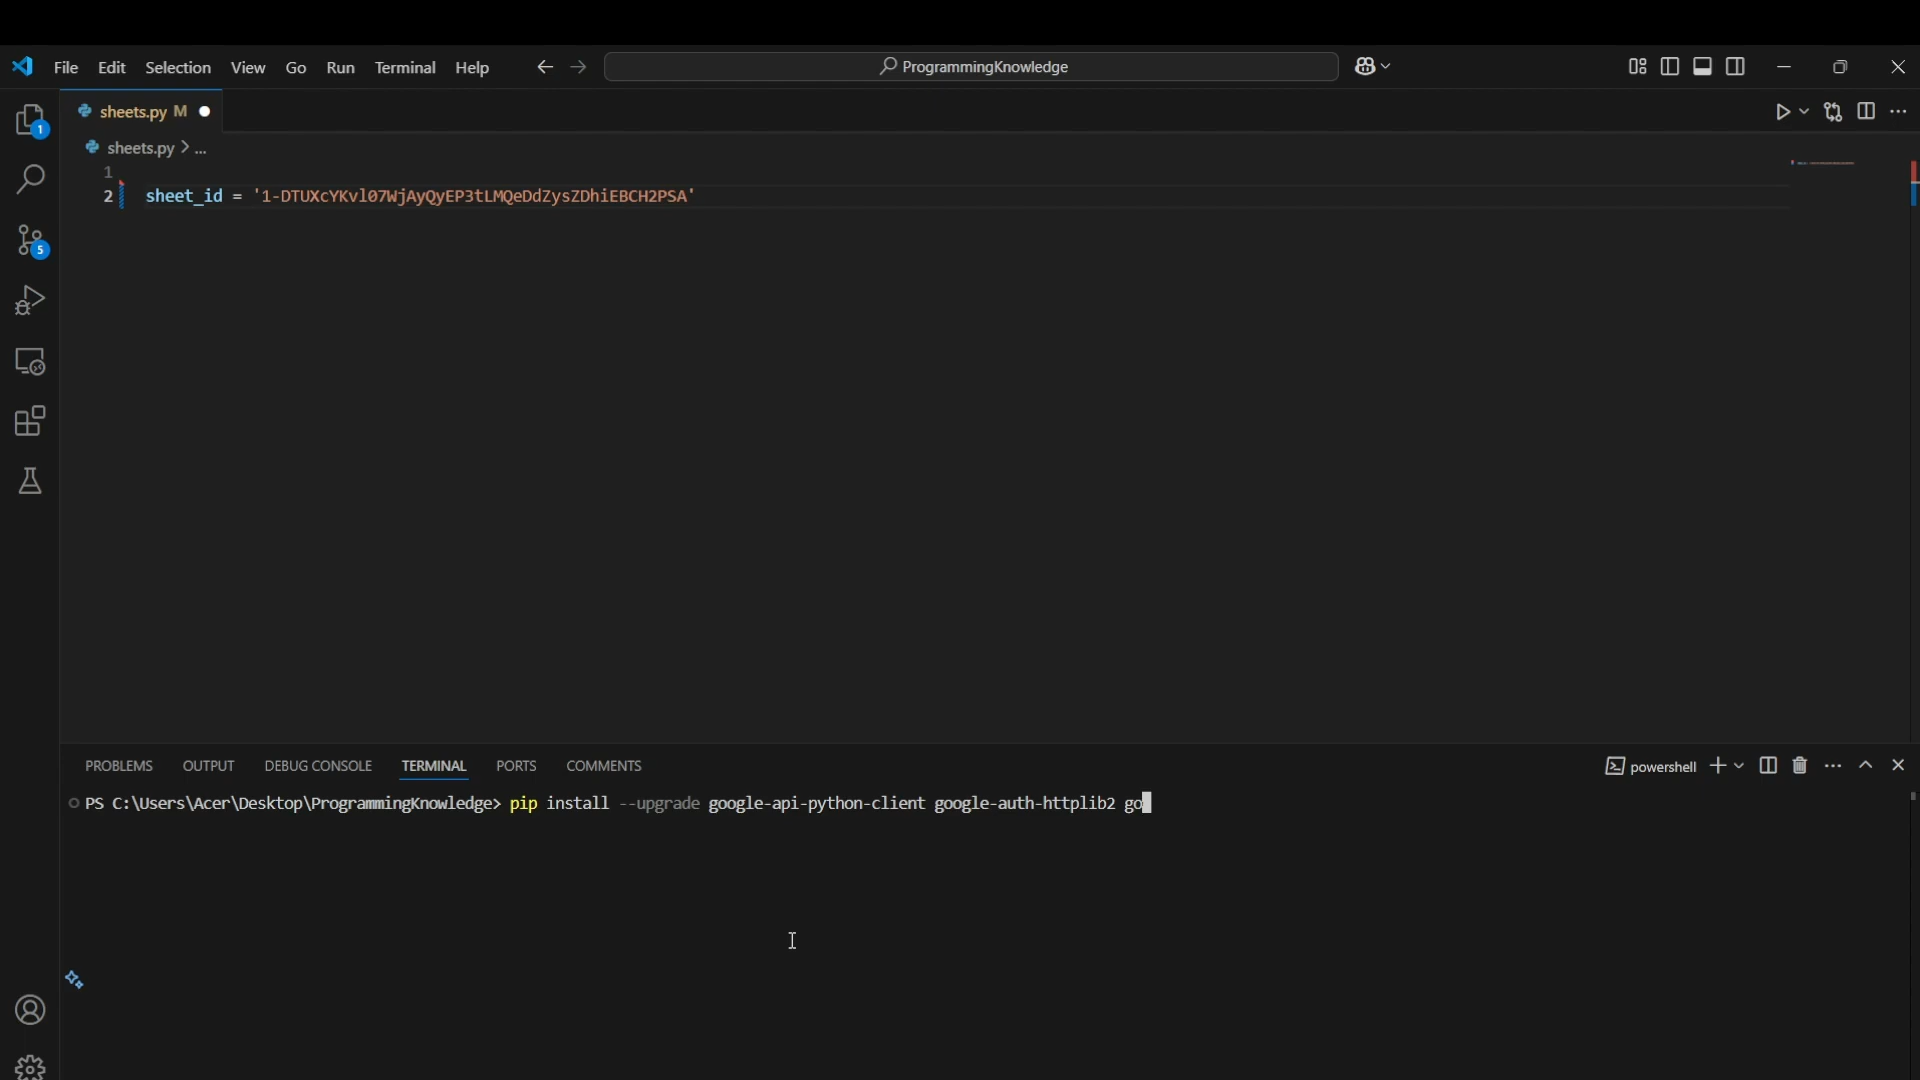 File Edit Selection View Go Run Terminal Help ProgrammingKnowledge
sheets.py M
sheets.py > ...
1
2 sheet_id = '1-DTUXcYKvl07WjAyQyEP3tLMQeDdZysZDhiEBCH2PSA'
1
5
PROBLEMS OUTPUT DEBUG CONSOLE TERMINAL PORTS COMMENTS powershell
PS C:\Users\Acer\Desktop\ProgrammingKnowledge> pip install --upgrade google-api-python-client google-auth-httplib2 go